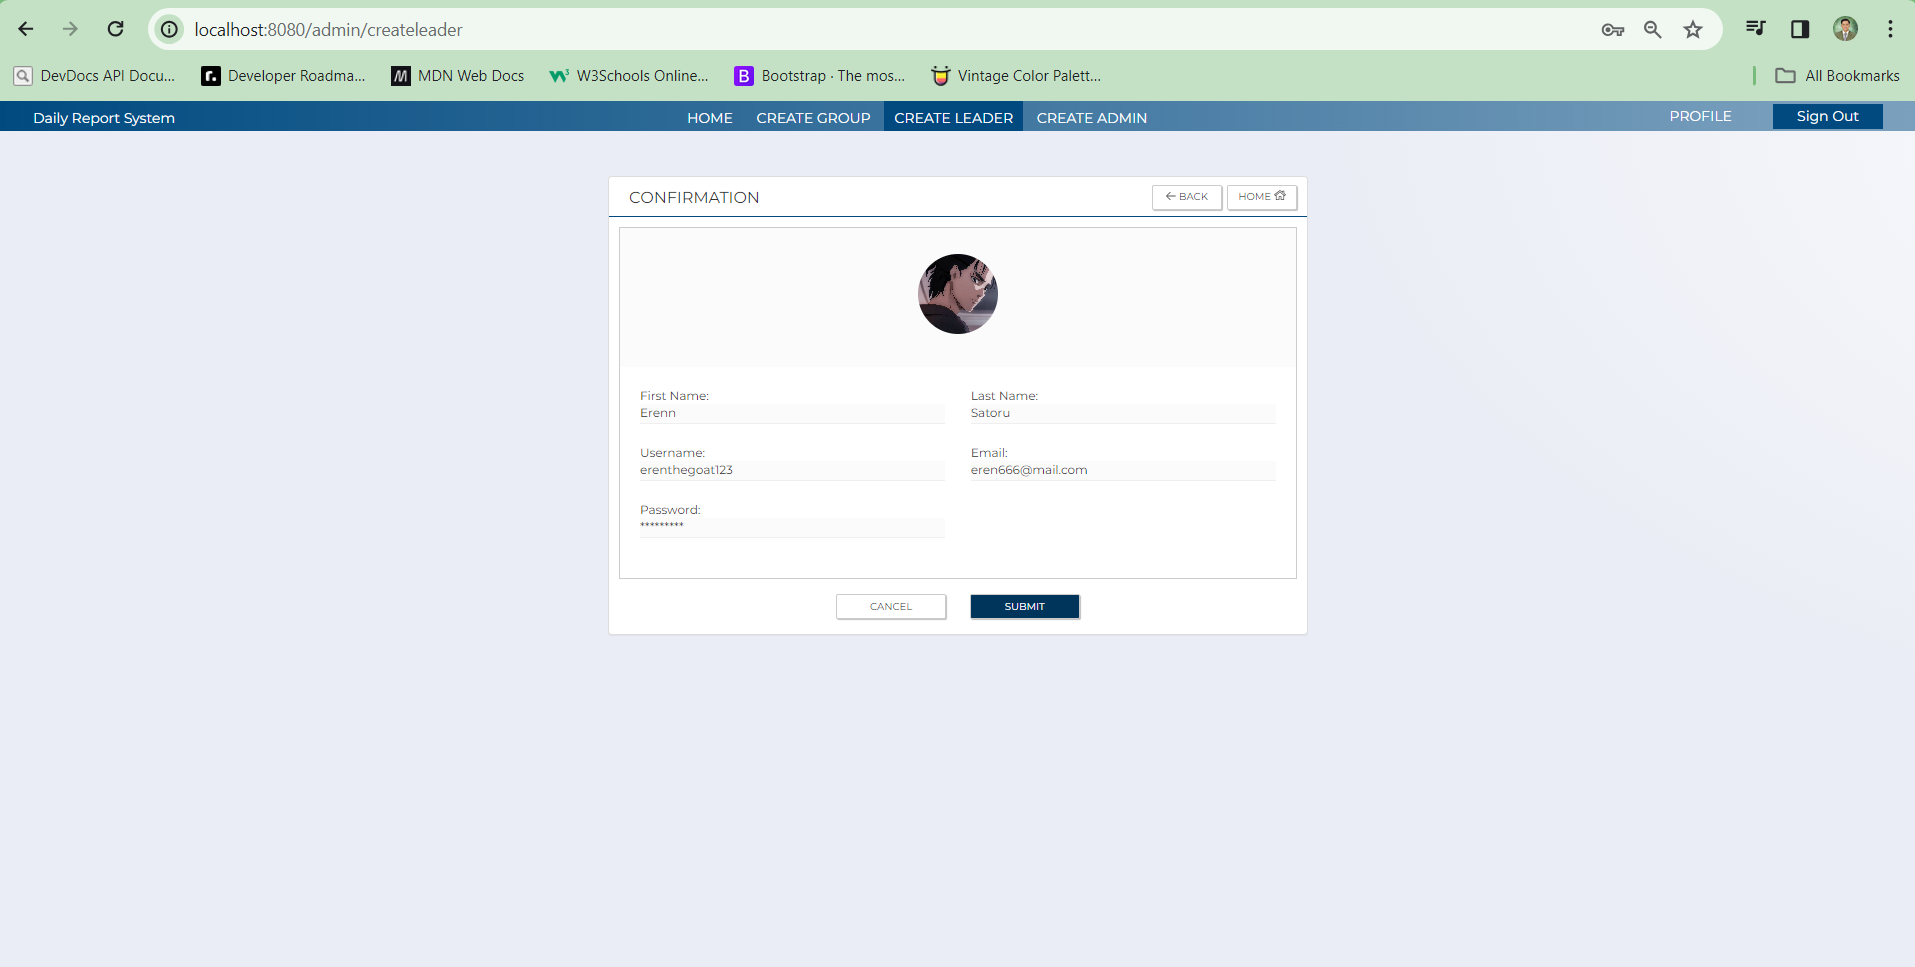 localhost:8080/admin/createleader
DevDocs API Docu... Developer Roadma... MDN Web Docs W3Schools Online... Bootstrap · The mos... Vintage Color Palett... All Bookmarks
Daily Report System HOME CREATE GROUP CREATE LEADER CREATE ADMIN PROFILE Sign Out
CONFIRMATION BACK HOME
First Name: Last Name:
Erenn Satoru
Username: Email:
erenthegoat123 eren666@mail.com
Password:
*********
CANCEL SUBMIT